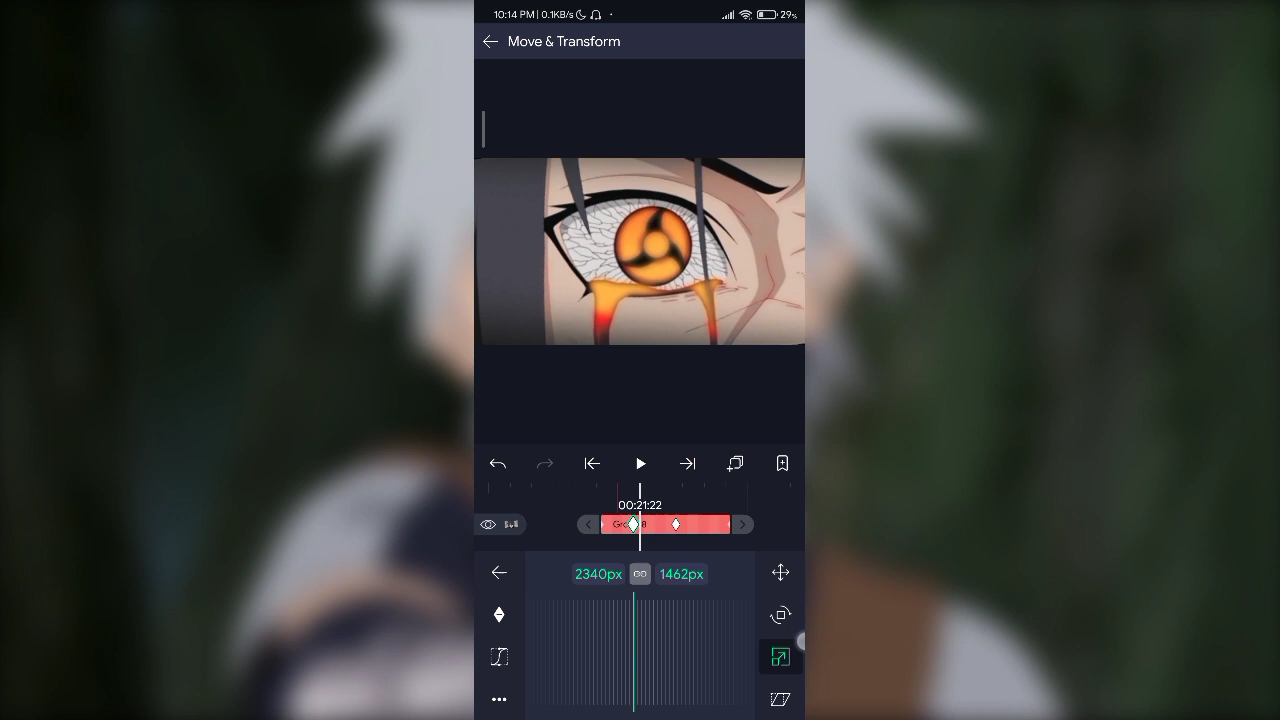 10:14 PM | 0.1KB/s 29%
Move & Transform
00:21:22
2340px 1462px